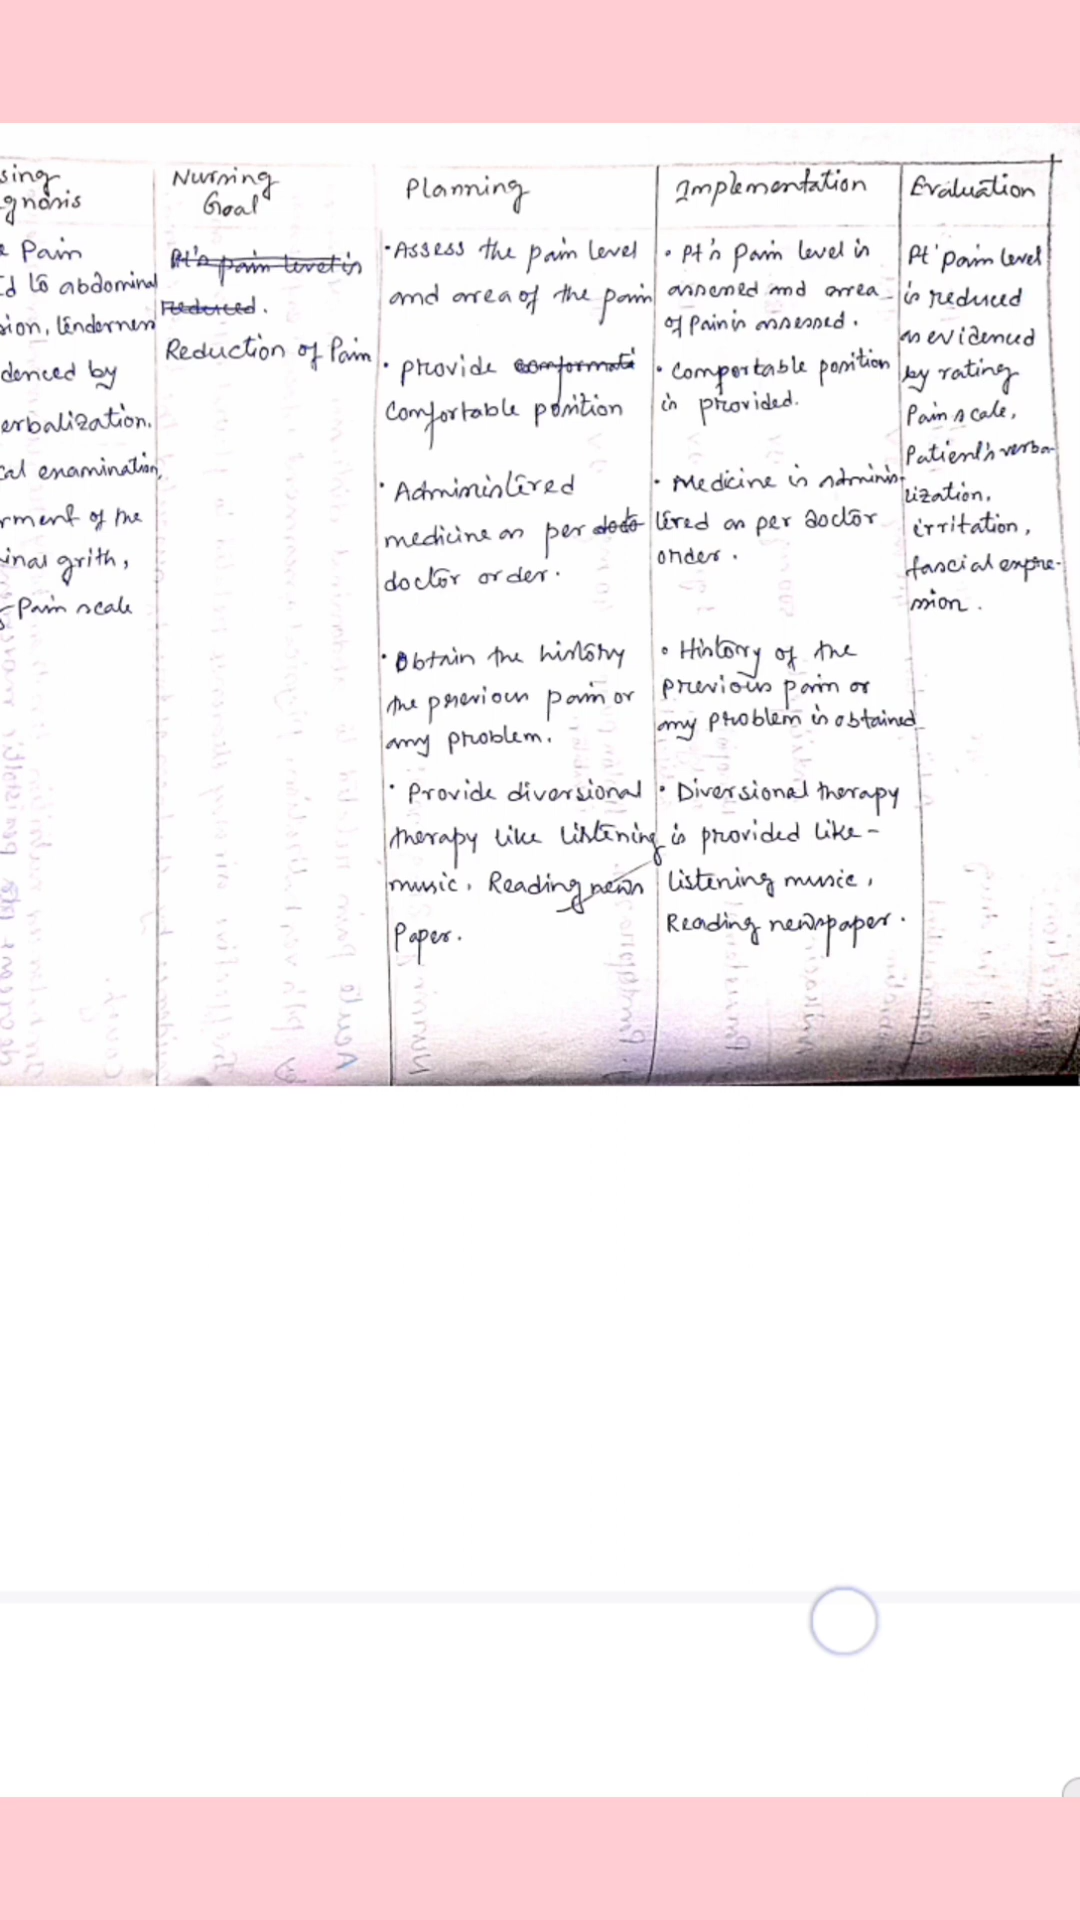 sing
gnosis
Nursing
Goal
Planning
Implementation
Evaluation
e Pain
d to abdominal
sion, tenderness
denced by
erbalization,
cal enamination,
rment of the
inal grith,
Pain scale
Pt's pain level is
reduced.
Reduction of Pain
• Assess the pain level
and area of the pain
• Provide comformate
Comfortable position
• Administered
medicine as per doto
doctor order.
• Obtain the history
the previous pain or
any problem.
• Provide diversional
therapy like listening
music, Reading news
Paper.
• Pt's pain level is
assessed and area
of pain is assessed.
• Comportable position
is provided.
• Medicine is adminis-
tered as per doctor
order.
• History of the
previous pain or
any problem is obtained
• Diversional therapy
is provided like-
listening music,
Reading newspaper.
Pt' pain level
is reduced
as evidenced
by rating
Pain scale,
Patient's verba-
lization,
irritation,
fascial expre-
ssion.